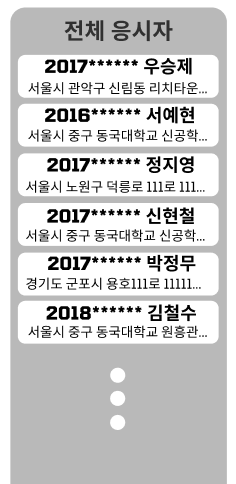 전체 응시자
2017****** 우승제
서울시 관악구 신림동 리치타운...
2016****** 서예현
서울시 중구 동국대학교 신공학...
2017****** 정지영
서울시 노원구 덕릉로 111로 111...
2017****** 신현철
서울시 중구 동국대학교 신공학...
2017****** 박정무
경기도 군포시 용호111로 11111...
2018****** 김철수
서울시 중구 동국대학교 원흥관...